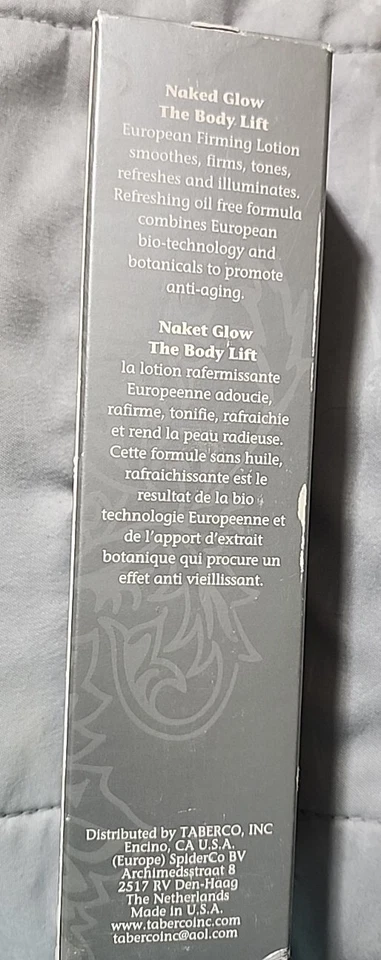 Naked Glow
The Body Lift
European Firming Lotion
smoothes, firms, tones,
refreshes and illuminates.
Refreshing oil free formula
combines European
bio-technology and
botanicals to promote
anti-aging.
Naket Glow
The Body Lift
la lotion rafermissante
Europeenne adoucie,
rafirme, tonifie, rafraichie
et rend la peau radieuse.
Cette formule sans huile,
rafraichissante est le
resultat de la bio
technologie Europeenne et
de l'apport d'extrait
botanique qui procure un
effet anti vieillissant.
Distributed by TABERCO, INC
Encino, CA U.S.A.
(Europe) SpiderCo BV
Archimedsstraat 8
2517 RV Den-Haag
The Netherlands
Made in U.S.A.
www.tabercoinc.com
tabercoinc@aol.com